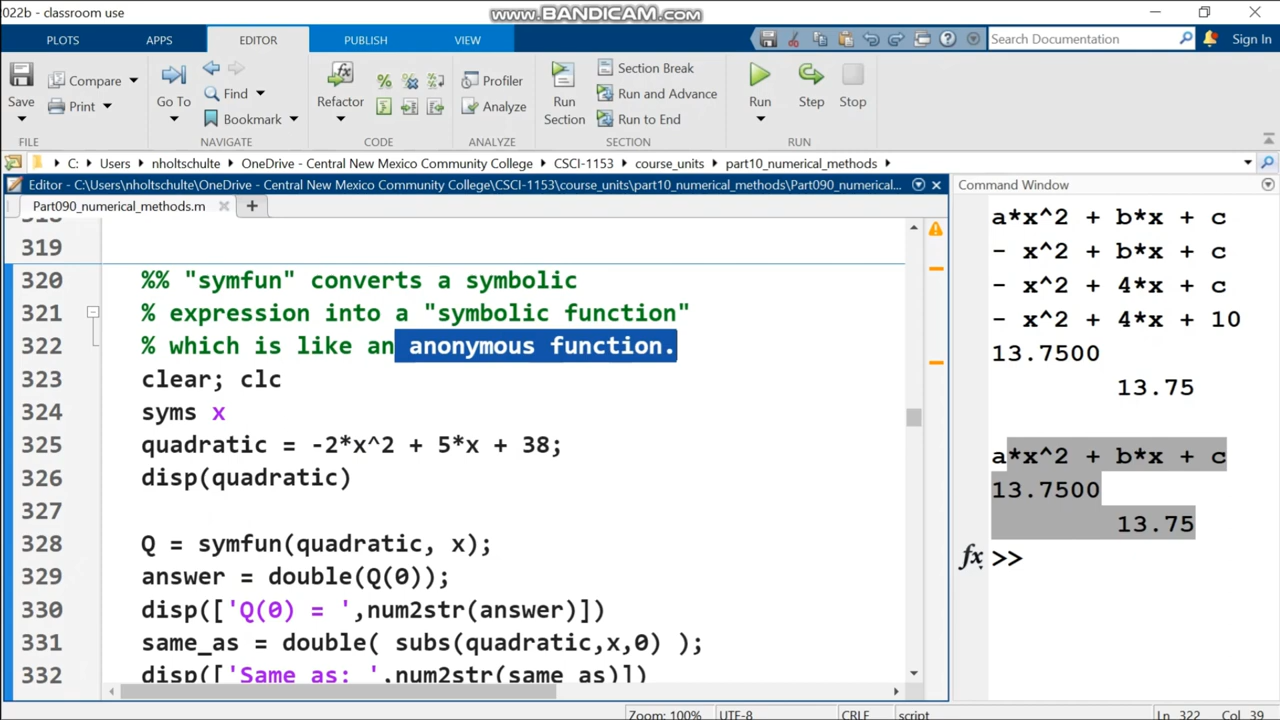 2022b - classroom use
www.BANDICAM.com
PLOTS APPS EDITOR PUBLISH VIEW
Search Documentation Sign In
Save Compare Print Go To Find Bookmark Refactor Profiler Analyze Run Section Section Break Run and Advance Run to End Run Step Stop
FILE NAVIGATE CODE ANALYZE SECTION RUN
C: Users nholtschulte OneDrive - Central New Mexico Community College CSCI-1153 course_units part10_numerical_methods
Editor - C:\Users\nholtschulte\OneDrive - Central New Mexico Community College\CSCI-1153\course_units\part10_numerical_methods\Part090_numerical...
Part090_numerical_methods.m
319
320 %% "symfun" converts a symbolic
321 % expression into a "symbolic function"
322 % which is like an anonymous function.
323 clear; clc
324 syms x
325 quadratic = -2*x^2 + 5*x + 38;
326 disp(quadratic)
327
328 Q = symfun(quadratic, x);
329 answer = double(Q(0));
330 disp(['Q(0) = ',num2str(answer)])
331 same_as = double( subs(quadratic,x,0) );
332 disp(['Same as: ',num2str(same_as)])
Command Window
a*x^2 + b*x + c
- x^2 + b*x + c
- x^2 + 4*x + c
- x^2 + 4*x + 10
13.7500
13.75
a*x^2 + b*x + c
13.7500
13.75
fx >>
Zoom: 100% UTF-8 CRLF script Ln 322 Col 39